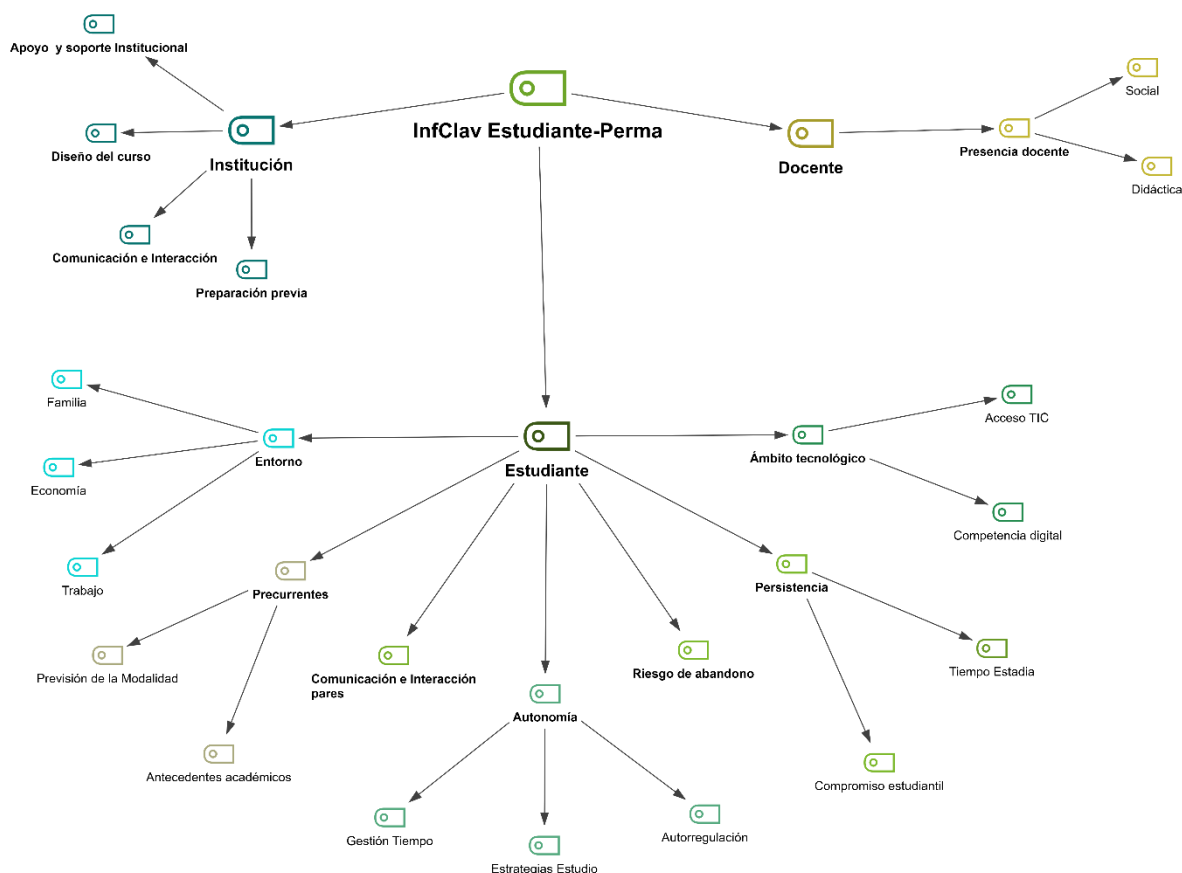 Apoyo y soporte Institucional
InfClav Estudiante-Perma
Social
Diseño del curso
Institución
Docente
Presencia docente
Didáctica
Comunicación e Interacción
Preparación previa
Familia
Acceso TIC
Economía
Entorno
Estudiante
Ámbito tecnológico
Competencia digital
Trabajo
Precurrentes
Persistencia
Previsión de la Modalidad
Comunicación e Interacción
pares
Riesgo de abandono
Tiempo Estadia
Autonomía
Antecedentes académicos
Compromiso estudiantil
Gestión Tiempo
Estrategias Estudio
Autorregulación